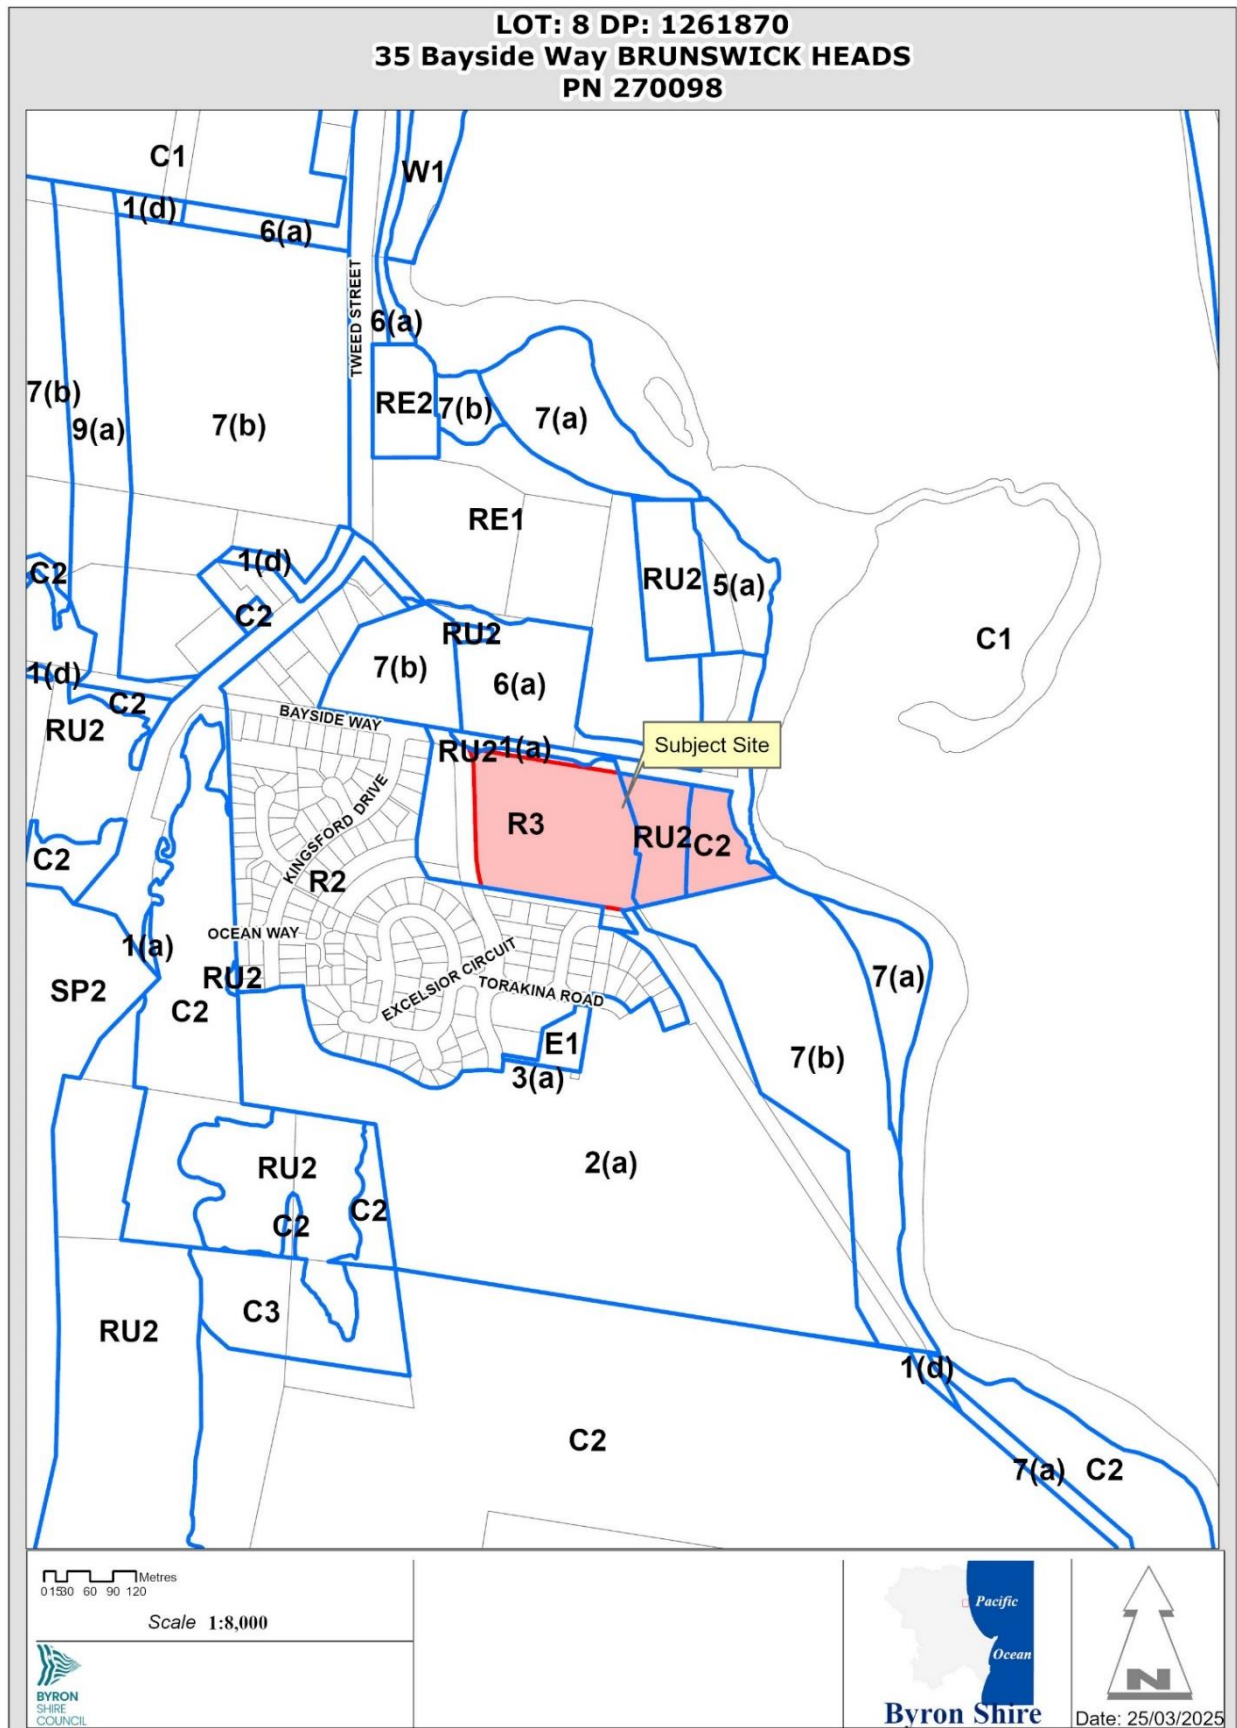 LOT: 8 DP: 1261870
35 Bayside Way BRUNSWICK HEADS
PN 270098
C1
W1
1(d)
6(a)
TWEED STREET
6(a)
7(b)
9(a)
7(b)
RE2
7(b)
7(a)
RE1
C2
1(d)
RU2
5(a)
C2
RU2
C1
1(d)
7(b)
6(a)
C2
RU2
BAYSIDE WAY
RU2
1(a)
Subject Site
KINGSFORD DRIVE
R3
RU2
C2
C2
R2
OCEAN WAY
1(a)
EXCELSIOR CIRCUIT
RU2
SP2
C2
TORAKINA ROAD
7(a)
E1
7(b)
3(a)
RU2
2(a)
C2
C2
C3
RU2
1(d)
C2
7(a)
C2
Metres
0 15 30 60 90 120
Scale 1:8,000
BYRON
SHIRE
COUNCIL
Pacific
Ocean
Byron Shire
N
Date: 25/03/2025